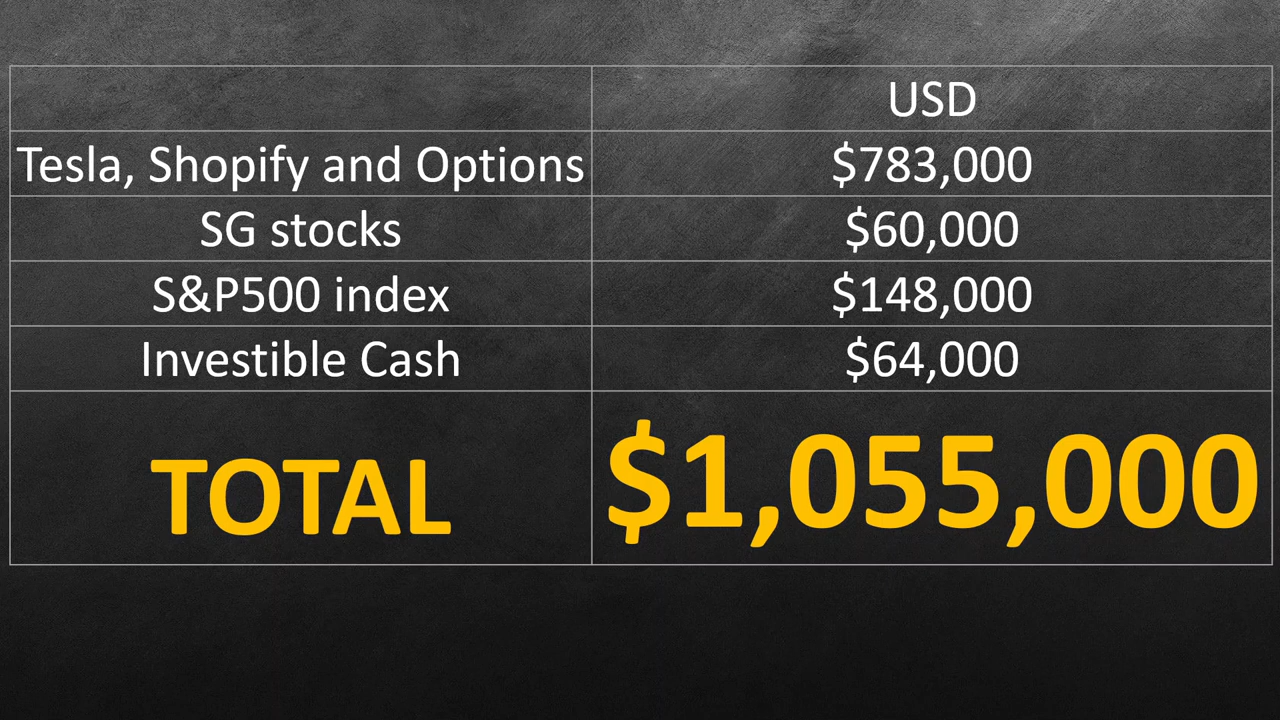 USD
Tesla, Shopify and Options $783,000
SG stocks $60,000
S&P500 index $148,000
Investible Cash $64,000
TOTAL $1,055,000